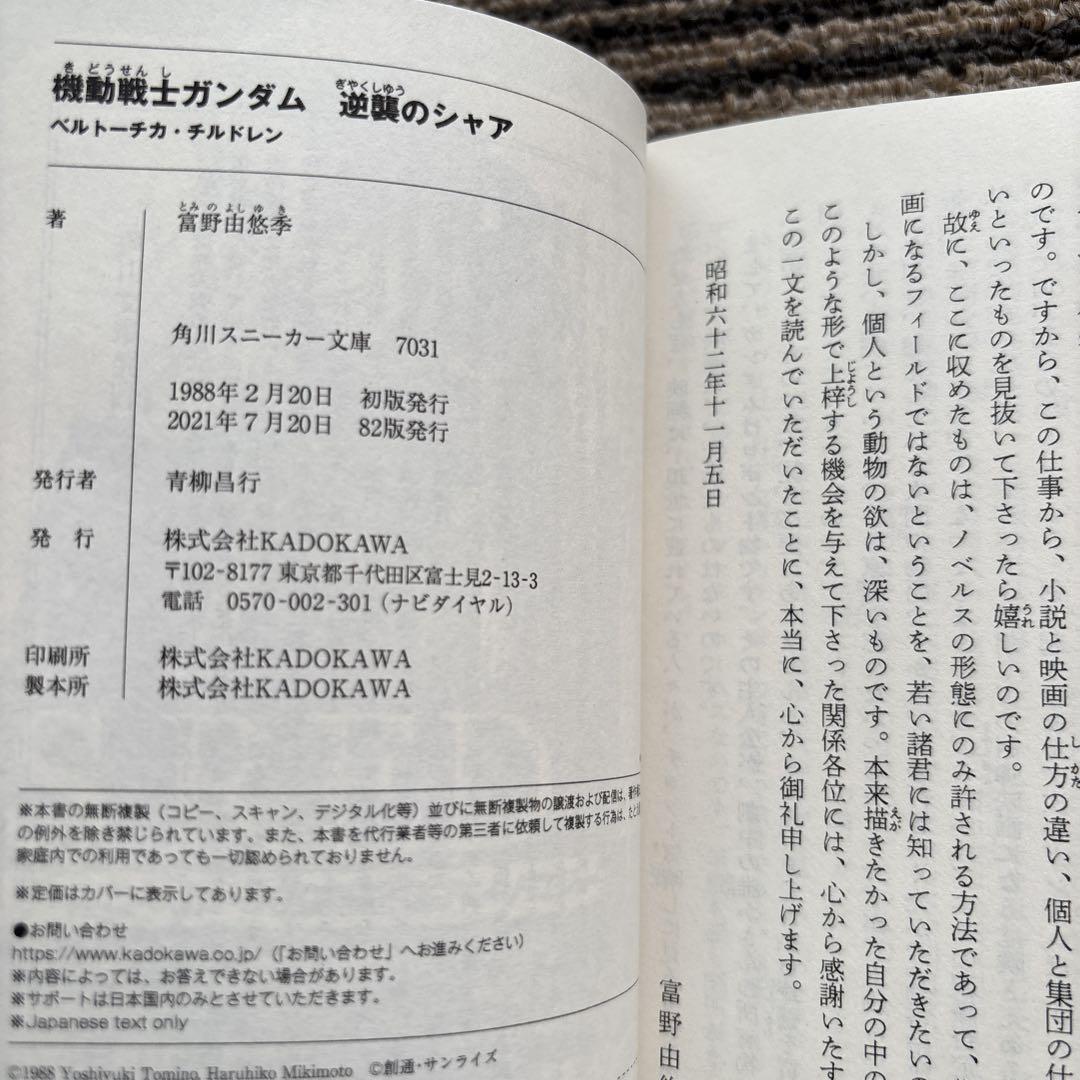 機動戦士ガンダム　逆襲のシャア
きどうせんし　ぎゃくしゅう
ベルトーチカ・チルドレン
著　富野由悠季
とみのよしゆき
角川スニーカー文庫　7031
1988年2月20日　初版発行
2021年7月20日　82版発行
発行者　青柳昌行
発　行　株式会社KADOKAWA
〒102-8177 東京都千代田区富士見2-13-3
電話　0570-002-301（ナビダイヤル）
印刷所　株式会社KADOKAWA
製本所　株式会社KADOKAWA
※本書の無断複製（コピー、スキャン、デジタル化等）並びに無断複製物の譲渡および配信は、著作
の例外を除き禁じられています。また、本書を代行業者等の第三者に依頼して複製する行為は、たと
家庭内での利用であっても一切認められておりません。
※定価はカバーに表示してあります。
●お問い合わせ
https://www.kadokawa.co.jp/（「お問い合わせ」へお進みください）
※内容によっては、お答えできない場合があります。
※サポートは日本国内のみとさせていただきます。
※Japanese text only
©1988 Yoshiyuki Tomino, Haruhiko Mikimoto　©創通・サンライズ
のです。ですから、この仕事から、小説と映画の仕方の違い、個人と集団の仕
いといったものを見抜いて下さったら嬉しいのです。
故に、ここに収めたものは、ノベルスの形態にのみ許される方法であって、
画になるフィールドではないということを、若い諸君には知っていただきたいの
しかし、個人という動物の欲は、深いものです。本来描きたかった自分の中の
このような形で上梓する機会を与えて下さった関係各位には、心から感謝いたす
この一文を読んでいただいたことに、本当に、心から御礼申し上げます。
昭和六十二年十一月五日
富野由